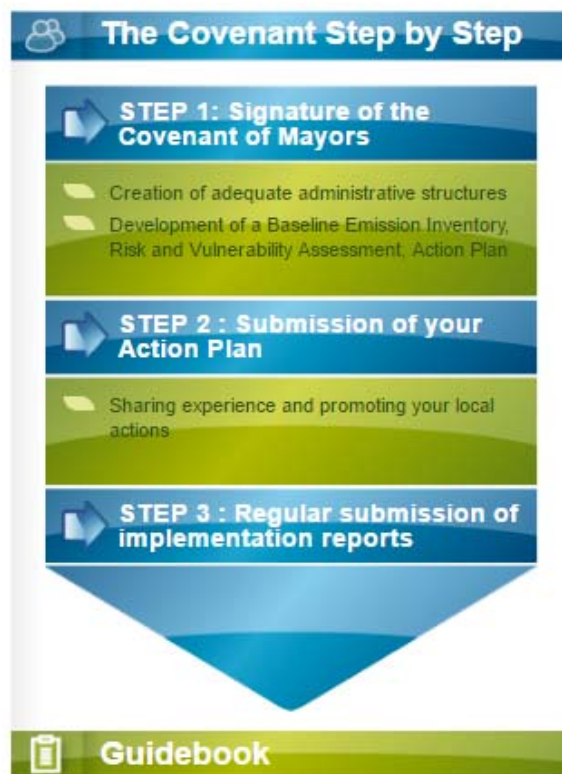 The Covenant Step by Step
STEP 1: Signature of the
Covenant of Mayors
Creation of adequate administrative structures
Development of a Baseline Emission Inventory,
Risk and Vulnerability Assessment, Action Plan
STEP 2 : Submission of your
Action Plan
Sharing experience and promoting your local
actions
STEP 3 : Regular submission of
implementation reports
Guidebook